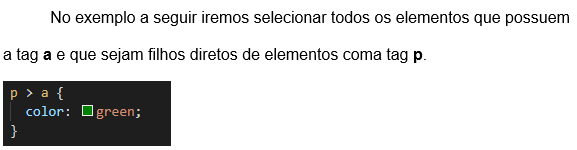 No exemplo a seguir iremos selecionar todos os elementos que possuem
a tag a e que sejam filhos diretos de elementos coma tag p.
p > a {
color: green;
}